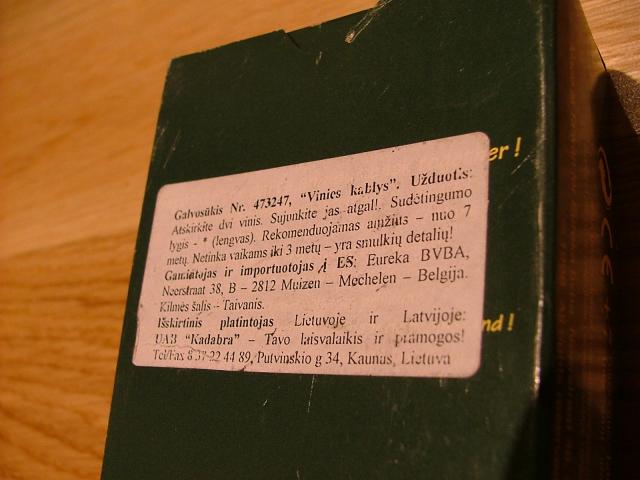 Galvosūkis Nr. 473247, "Vinies kablys". Užduotis:
Atskirkite dvi vinis. Sujunkite jas atgal!. Sudėtingumo
lygis - * (lengvas). Rekomenduojamas amžius - nuo 7
metų. Netinka vaikams iki 3 metų – yra smulkių detalių!
Gamintojas ir importuotojas į ES: Eureka BVBA,
Neerstraat 38, B – 2812 Muizen – Mechelen – Belgija.
Kilmės šalis - Taivanis.
Išskirtinis platintojas Lietuvoje ir Latvijoje:
UAB "Kadabra" – Tavo laisvalaikis ir pramogos!
Tel/Fax 8 37 22 44 89, Putvinskio g 34, Kaunas, Lietuva
er !
nd !